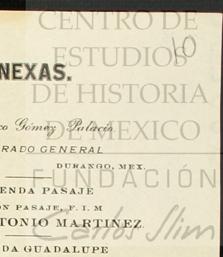 CENTRO DE
ESTUDIOS
10
NEXAS.
DE HISTORIA
co Gómez Palacio.
DE MEXICO
RADO GENERAL
DURANGO, MEX.
FUNDACIÓN
ENDA PASAJE
ON PASAJE, F. I. M
TONIO MARTINEZ.
Carlos Slim
DA GUADALUPE